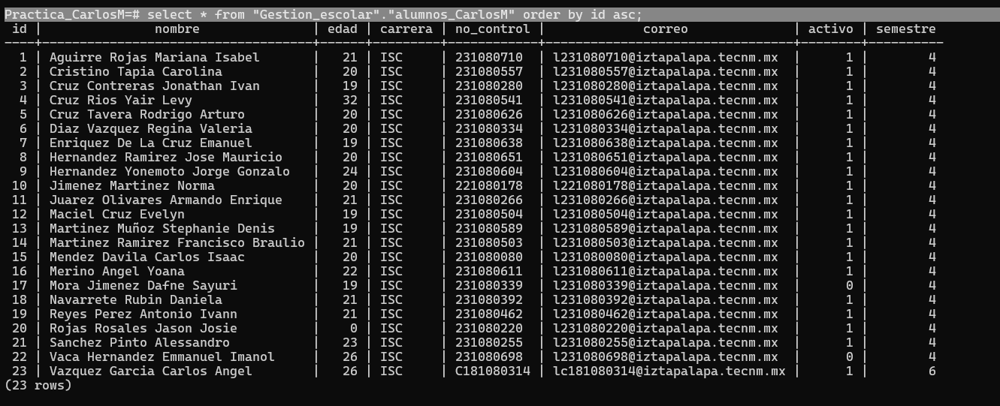 Practica_CarlosM=# select * from "Gestion_escolar"."alumnos_CarlosM" order by id asc;
 id |               nombre               | edad | carrera | no_control |             correo              | activo | semestre
----+------------------------------------+------+---------+------------+---------------------------------+--------+----------
  1 | Aguirre Rojas Mariana Isabel       |   21 | ISC     | 231080710  | l231080710@iztapalapa.tecnm.mx  |      1 |        4
  2 | Cristino Tapia Carolina            |   20 | ISC     | 231080557  | l231080557@iztapalapa.tecnm.mx  |      1 |        4
  3 | Cruz Contreras Jonathan Ivan       |   19 | ISC     | 231080280  | l231080280@iztapalapa.tecnm.mx  |      1 |        4
  4 | Cruz Rios Yair Levy                |   32 | ISC     | 231080541  | l231080541@iztapalapa.tecnm.mx  |      1 |        4
  5 | Cruz Tavera Rodrigo Arturo         |   20 | ISC     | 231080626  | l231080626@iztapalapa.tecnm.mx  |      1 |        4
  6 | Diaz Vazquez Regina Valeria        |   20 | ISC     | 231080334  | l231080334@iztapalapa.tecnm.mx  |      1 |        4
  7 | Enriquez De La Cruz Emanuel        |   19 | ISC     | 231080638  | l231080638@iztapalapa.tecnm.mx  |      1 |        4
  8 | Hernandez Ramirez Jose Mauricio    |   20 | ISC     | 231080651  | l231080651@iztapalapa.tecnm.mx  |      1 |        4
  9 | Hernandez Yonemoto Jorge Gonzalo   |   24 | ISC     | 231080604  | l231080604@iztapalapa.tecnm.mx  |      1 |        4
 10 | Jimenez Martinez Norma             |   20 | ISC     | 221080178  | l221080178@iztapalapa.tecnm.mx  |      1 |        4
 11 | Juarez Olivares Armando Enrique    |   21 | ISC     | 231080266  | l231080266@iztapalapa.tecnm.mx  |      1 |        4
 12 | Maciel Cruz Evelyn                 |   19 | ISC     | 231080504  | l231080504@iztapalapa.tecnm.mx  |      1 |        4
 13 | Martinez Muñoz Stephanie Denis     |   19 | ISC     | 231080589  | l231080589@iztapalapa.tecnm.mx  |      1 |        4
 14 | Martinez Ramirez Francisco Braulio |   21 | ISC     | 231080503  | l231080503@iztapalapa.tecnm.mx  |      1 |        4
 15 | Mendez Davila Carlos Isaac         |   20 | ISC     | 231080080  | l231080080@iztapalapa.tecnm.mx  |      1 |        4
 16 | Merino Angel Yoana                 |   22 | ISC     | 231080611  | l231080611@iztapalapa.tecnm.mx  |      1 |        4
 17 | Mora Jimenez Dafne Sayuri          |   19 | ISC     | 231080339  | l231080339@iztapalapa.tecnm.mx  |      0 |        4
 18 | Navarrete Rubin Daniela            |   21 | ISC     | 231080392  | l231080392@iztapalapa.tecnm.mx  |      1 |        4
 19 | Reyes Perez Antonio Ivann          |   21 | ISC     | 231080462  | l231080462@iztapalapa.tecnm.mx  |      1 |        4
 20 | Rojas Rosales Jason Josie          |    0 | ISC     | 231080220  | l231080220@iztapalapa.tecnm.mx  |      1 |        4
 21 | Sanchez Pinto Alessandro           |   23 | ISC     | 231080255  | l231080255@iztapalapa.tecnm.mx  |      1 |        4
 22 | Vaca Hernandez Emmanuel Imanol     |   26 | ISC     | 231080698  | l231080698@iztapalapa.tecnm.mx  |      0 |        4
 23 | Vazquez Garcia Carlos Angel        |   26 | ISC     | C181080314 | lc181080314@iztapalapa.tecnm.mx |      1 |        6
(23 rows)